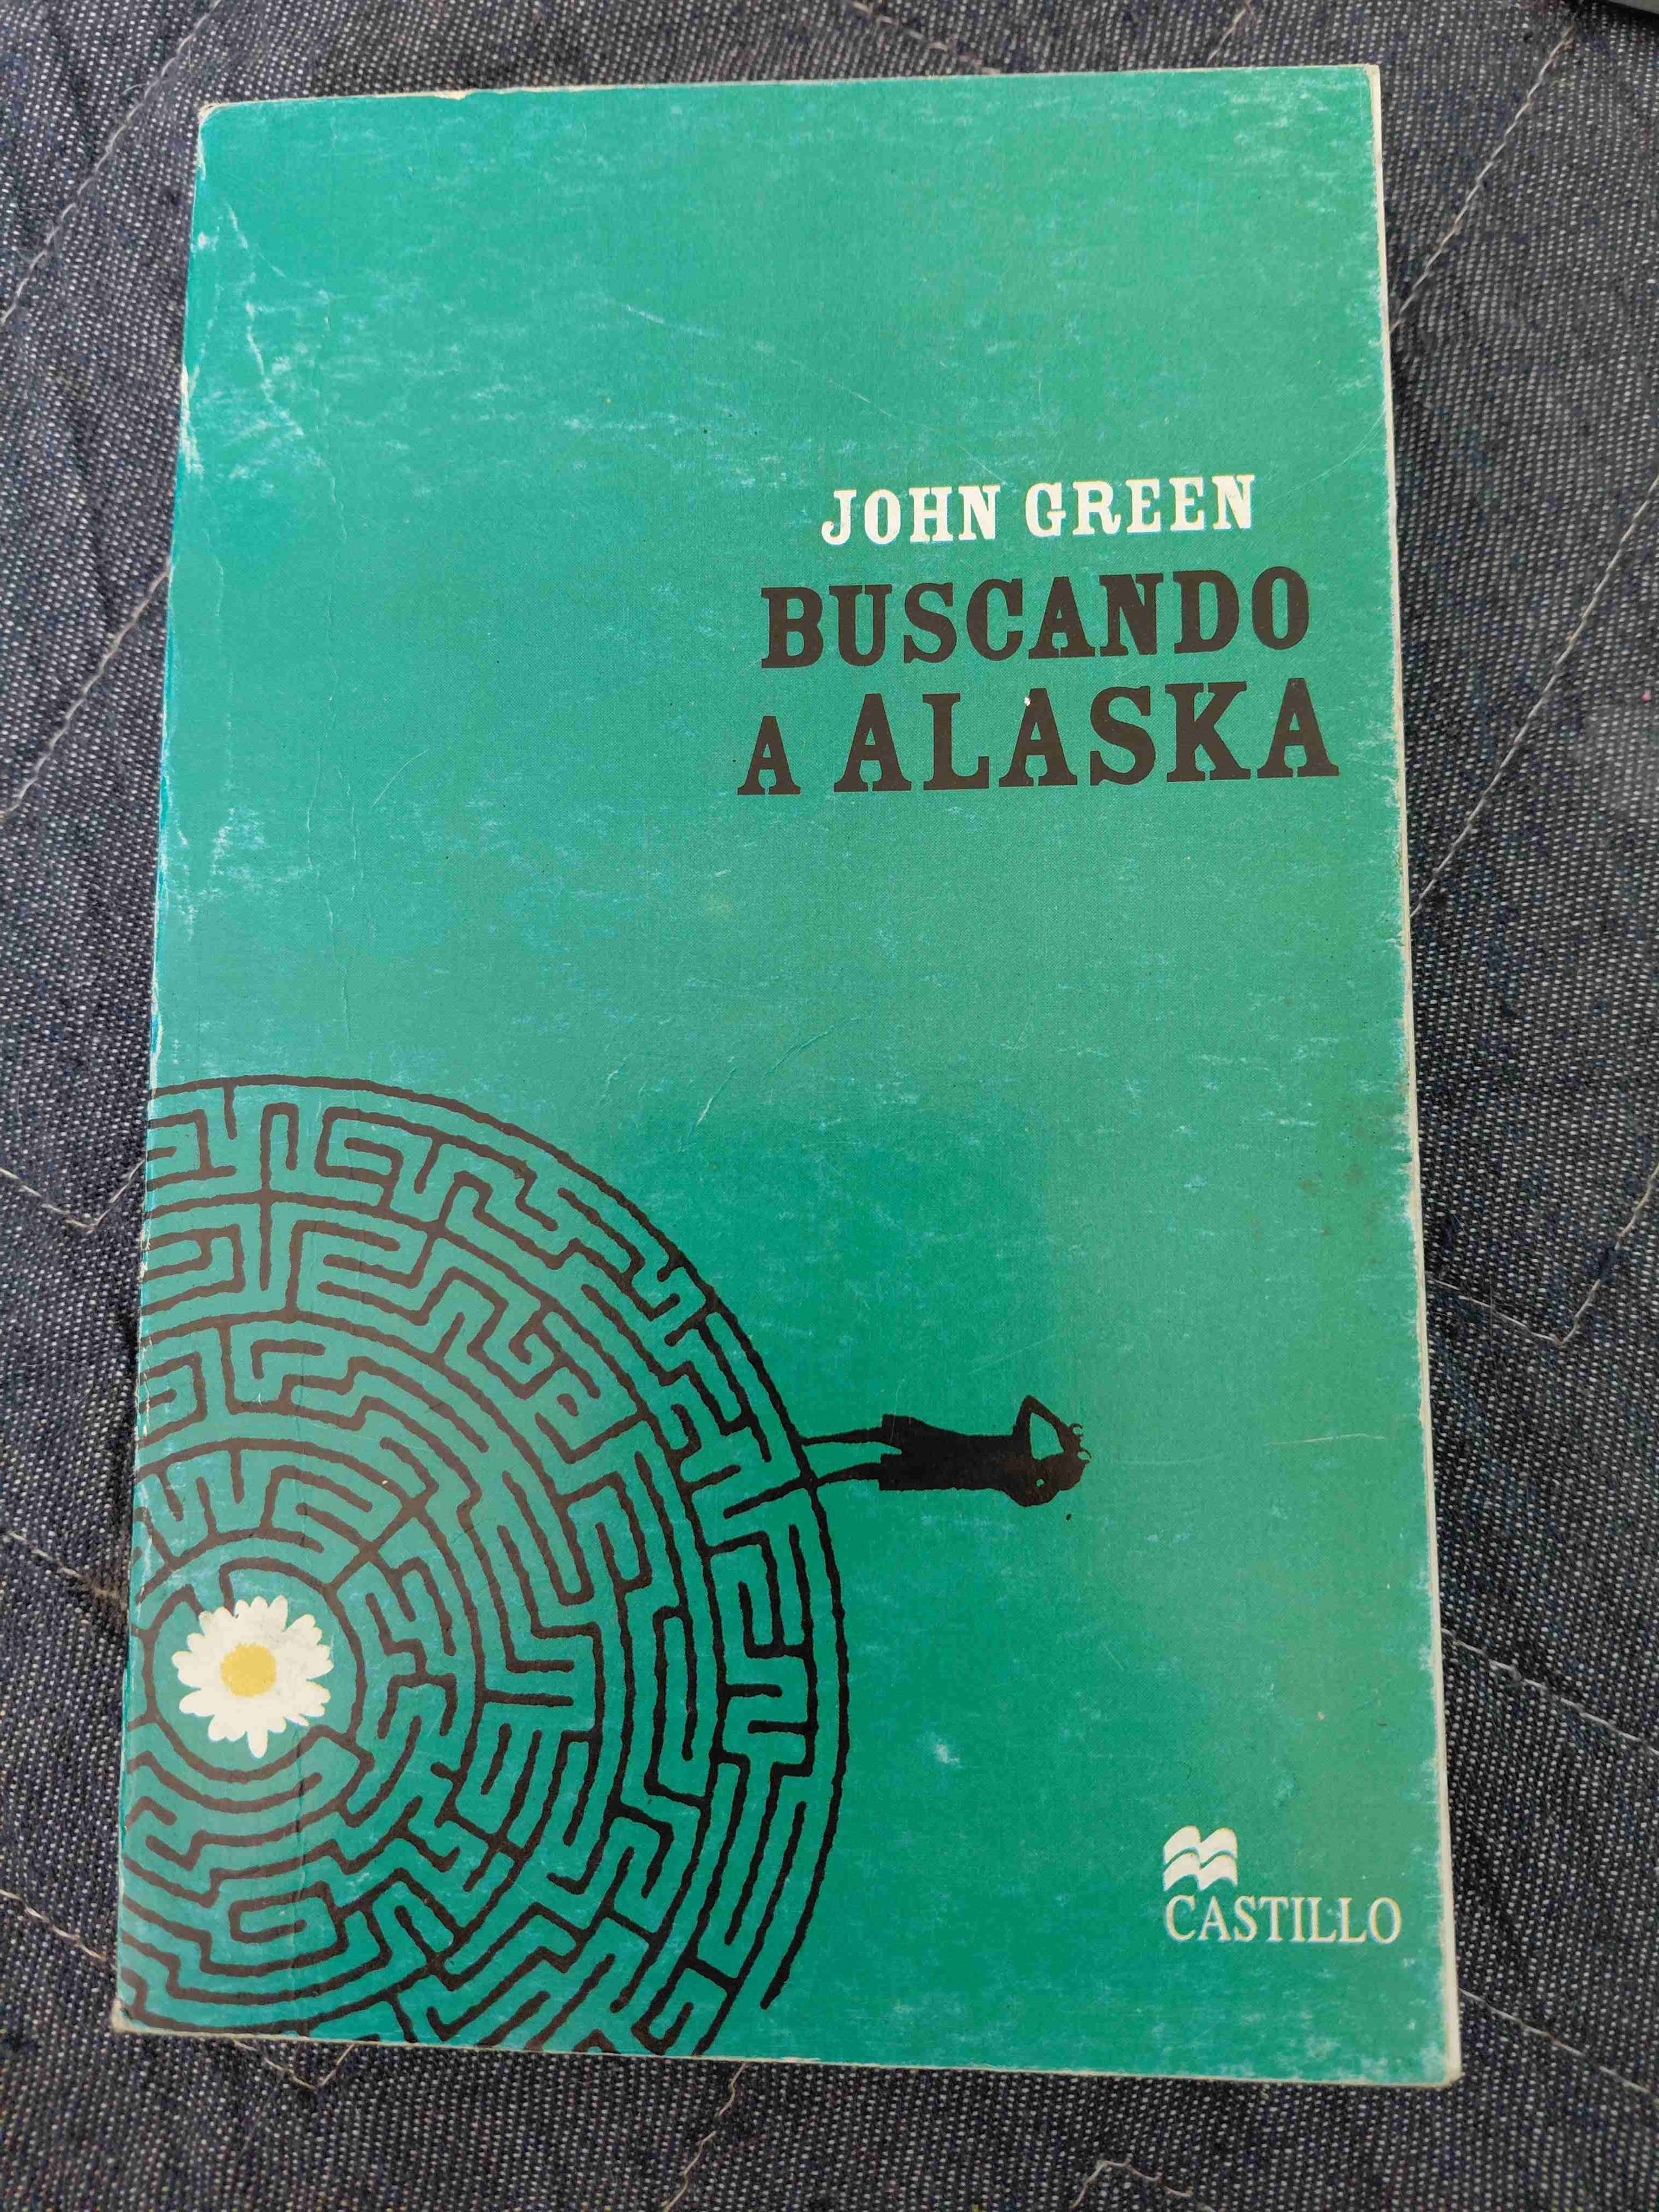 JOHN GREEN
BUSCANDO
A ALASKA
CASTILLO